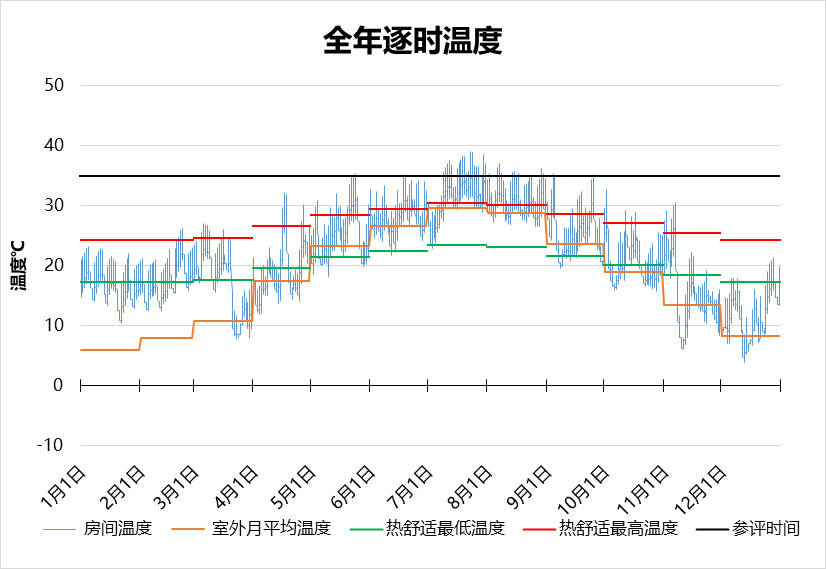 全年逐时温度
温度℃
50
40
30
20
10
0
-10
1月1日
2月1日
3月1日
4月1日
5月1日
6月1日
7月1日
8月1日
9月1日
10月1日
11月1日
12月1日
房间温度 室外月平均温度 热舒适最低温度 热舒适最高温度 参评时间